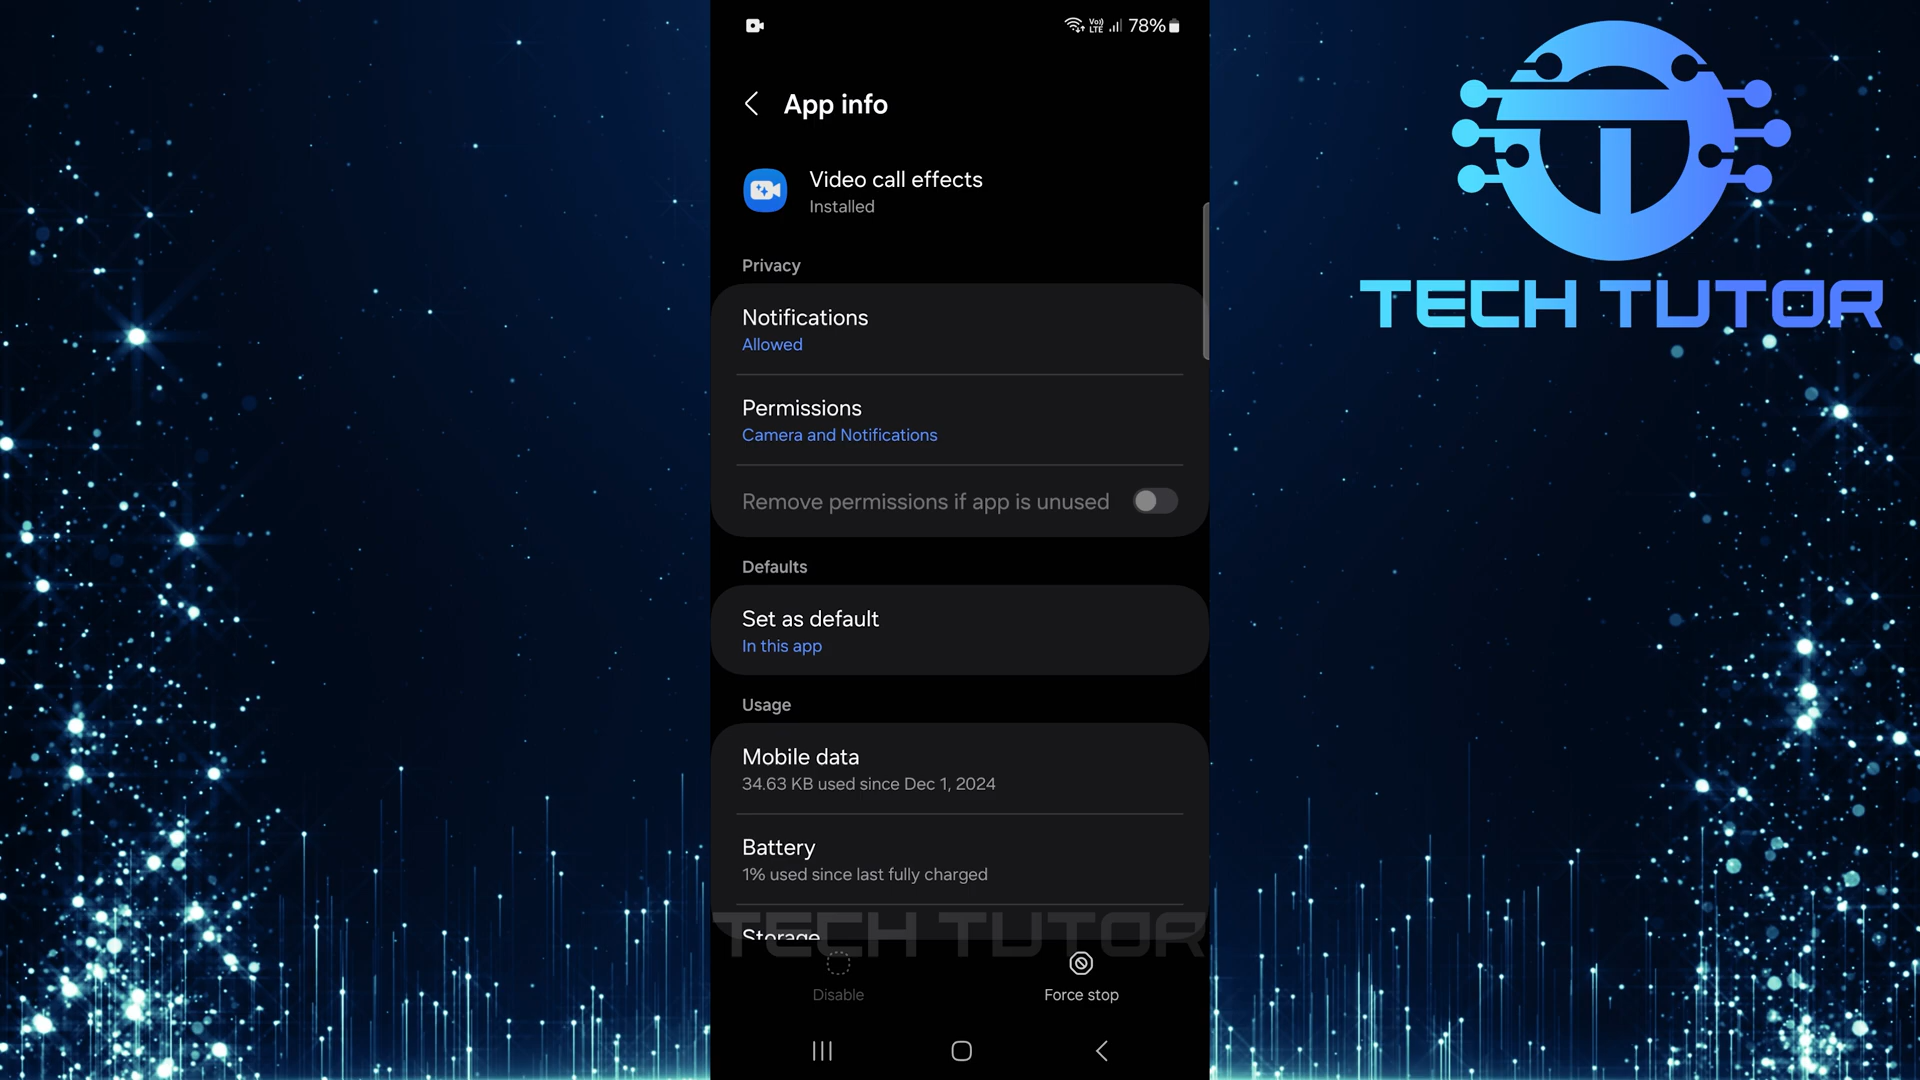 Vo))
LTE
78%
App info
Video call effects
Installed
Privacy
Notifications
Allowed
Permissions
Camera and Notifications
Remove permissions if app is unused
Defaults
Set as default
In this app
Usage
Mobile data
34.63 KB used since Dec 1, 2024
Battery
1% used since last fully charged
Storage
TECH TUTOR
Disable
Force stop
TECH TUTOR